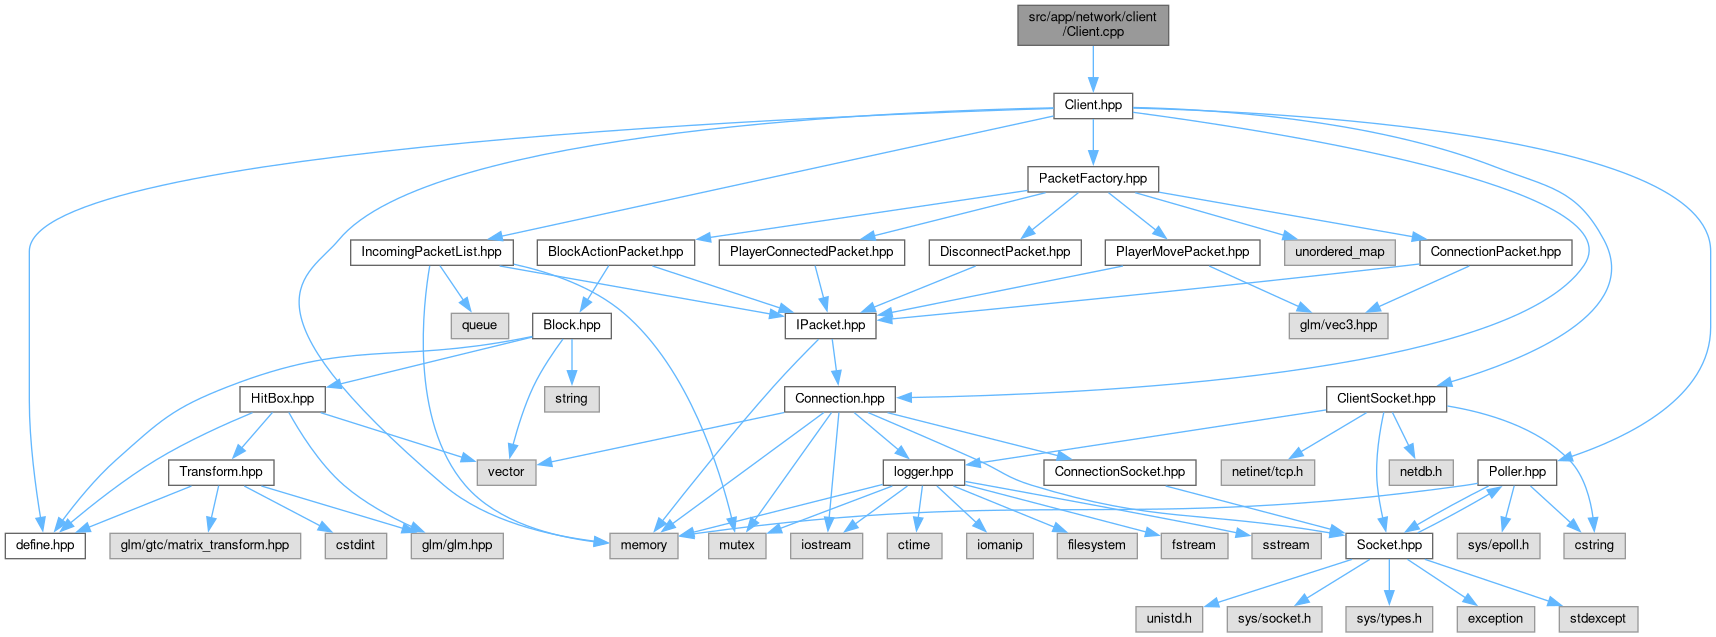 src/app/network/client
/Client.cpp
Client.hpp
PacketFactory.hpp
IncomingPacketList.hpp
BlockActionPacket.hpp
PlayerConnectedPacket.hpp
DisconnectPacket.hpp
PlayerMovePacket.hpp
unordered_map
ConnectionPacket.hpp
queue
Block.hpp
IPacket.hpp
glm/vec3.hpp
HitBox.hpp
string
Connection.hpp
ClientSocket.hpp
Transform.hpp
vector
logger.hpp
ConnectionSocket.hpp
netinet/tcp.h
netdb.h
Poller.hpp
define.hpp
glm/gtc/matrix_transform.hpp
cstdint
glm/glm.hpp
memory
mutex
iostream
ctime
iomanip
filesystem
fstream
sstream
Socket.hpp
sys/epoll.h
cstring
unistd.h
sys/socket.h
sys/types.h
exception
stdexcept